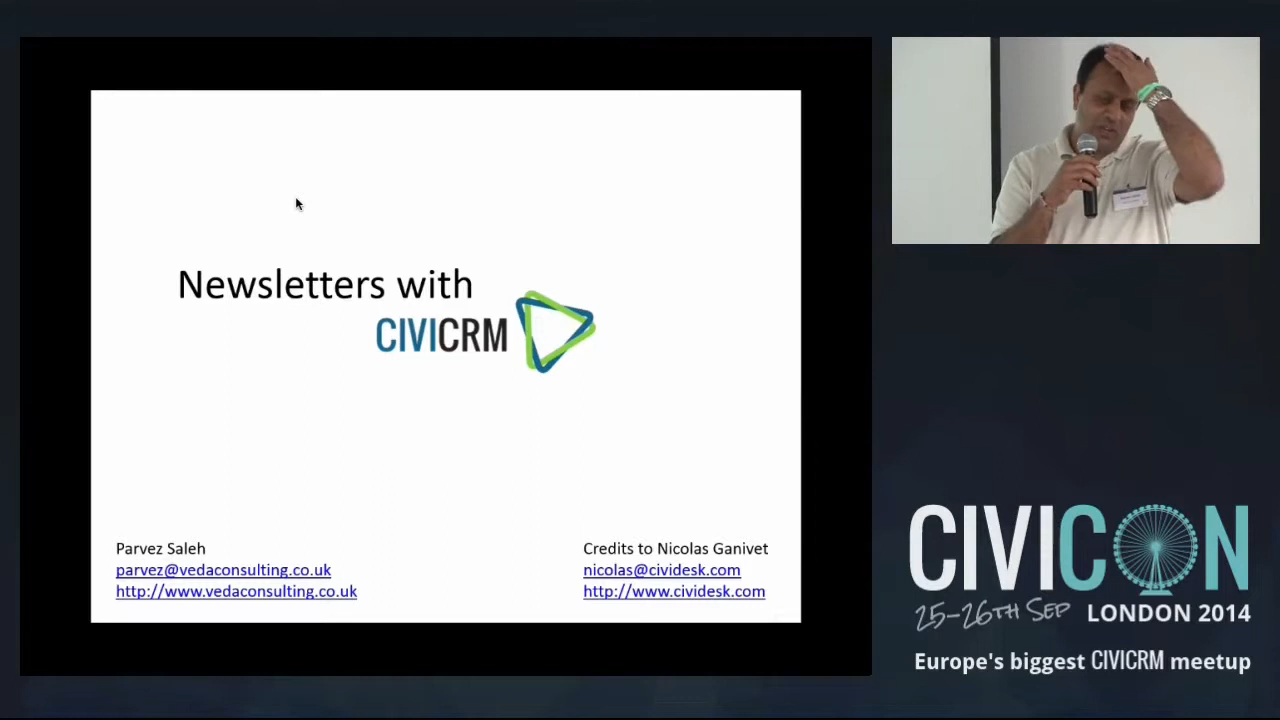 Newsletters with
CIVICRM
Parvez Saleh
parvez@vedaconsulting.co.uk
http://www.vedaconsulting.co.uk
Credits to Nicolas Ganivet
nicolas@cividesk.com
http://www.cividesk.com
CIVICON
25-26TH SEP LONDON 2014
Europe's biggest CIVICRM meetup